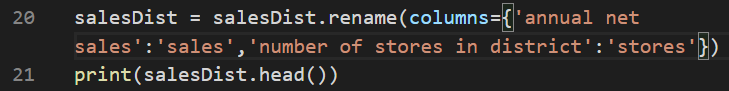 20 salesDist = salesDist.rename(columns={'annual net
sales':'sales','number of stores in district':'stores'})
21 print(salesDist.head())